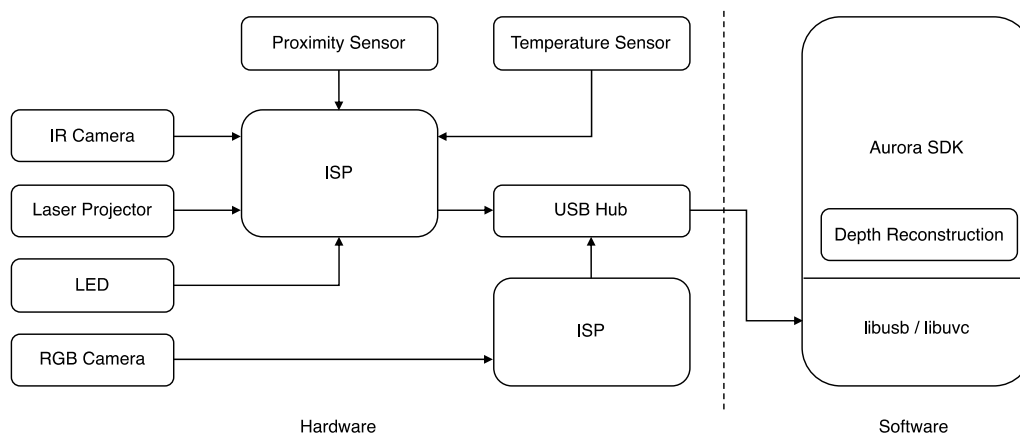 Proximity Sensor
Temperature Sensor
IR Camera
ISP
Aurora SDK
Laser Projector
USB Hub
Depth Reconstruction
LED
ISP
libusb / libuvc
RGB Camera
Hardware
Software